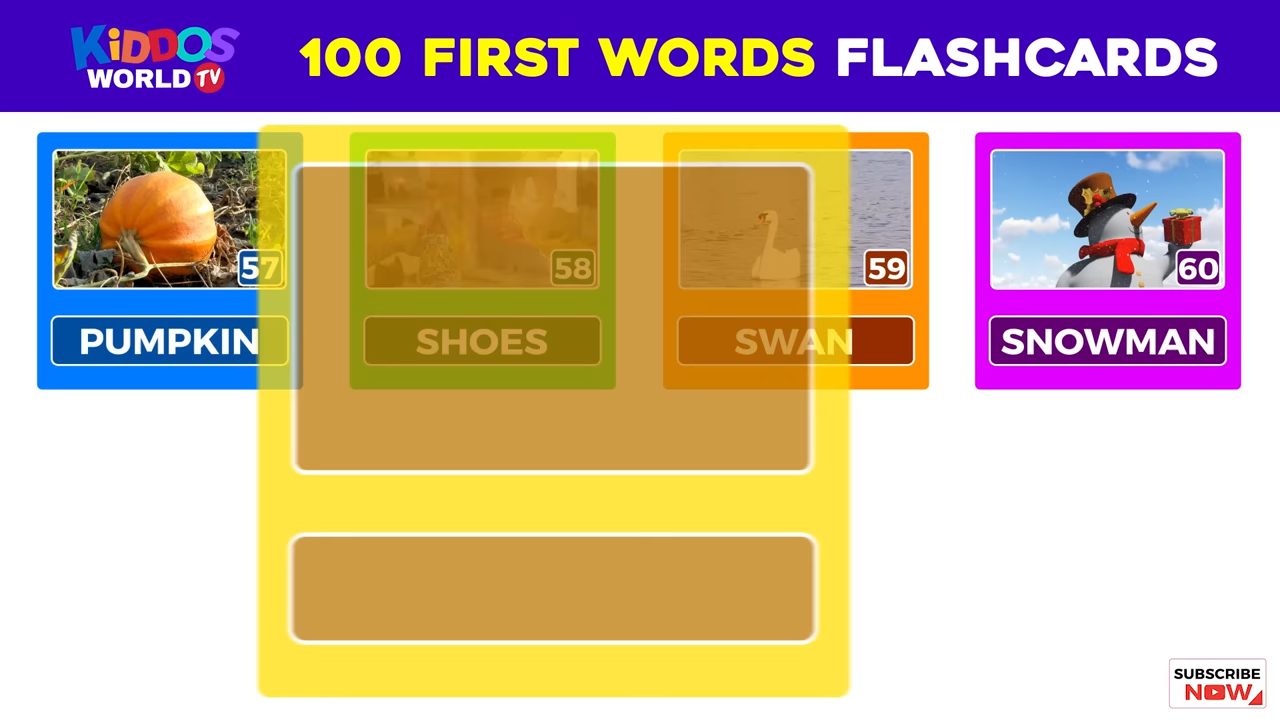 KiDDOS
WORLD TV
100 FIRST WORDS FLASHCARDS
57
58
59
60
PUMPKIN
SHOES
SWAN
SNOWMAN
SUBSCRIBE
NOW